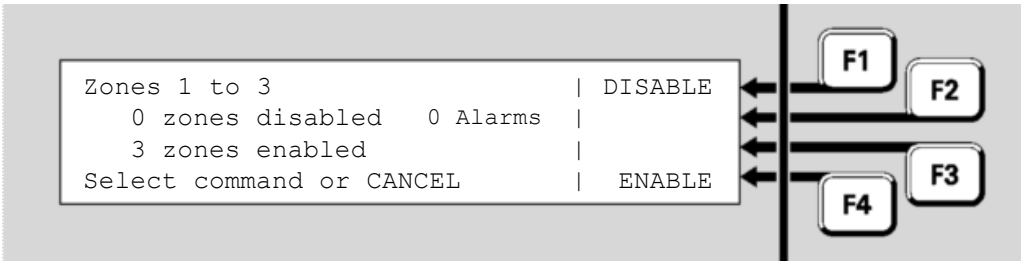 Zones 1 to 3 | DISABLE
0 zones disabled 0 Alarms |
3 zones enabled |
Select command or CANCEL | ENABLE
F1
F2
F3
F4